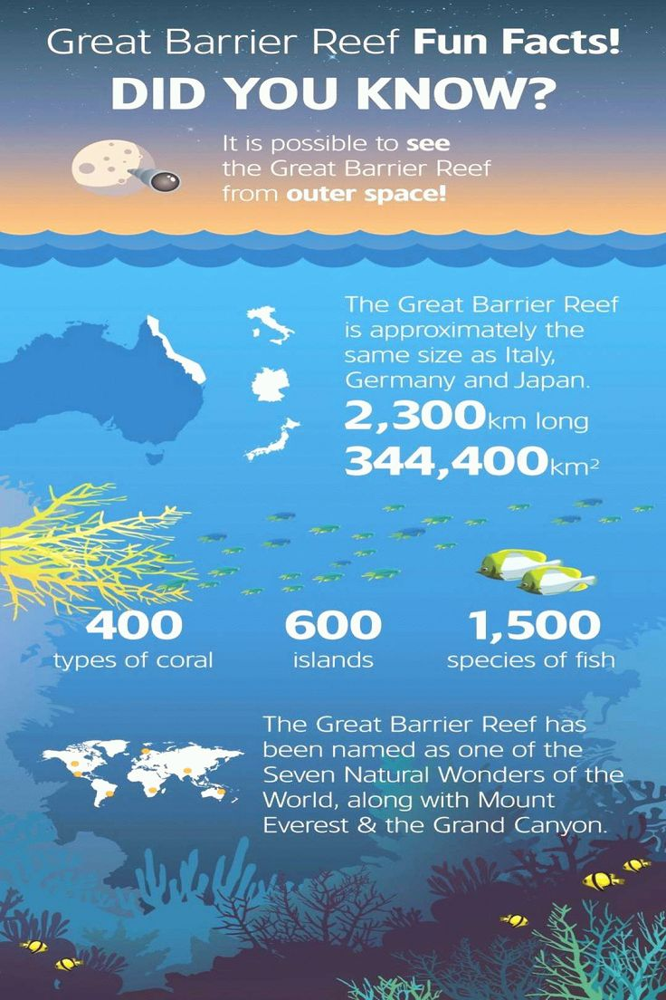 Great Barrier Reef Fun Facts!
DID YOU KNOW?
It is possible to see
the Great Barrier Reef
from outer space!
The Great Barrier Reef
is approximately the
same size as Italy,
Germany and Japan.
2,300km long
344,400km²
400
types of coral
600
islands
1,500
species of fish
The Great Barrier Reef has
been named as one of the
Seven Natural Wonders of the
World, along with Mount
Everest & the Grand Canyon.